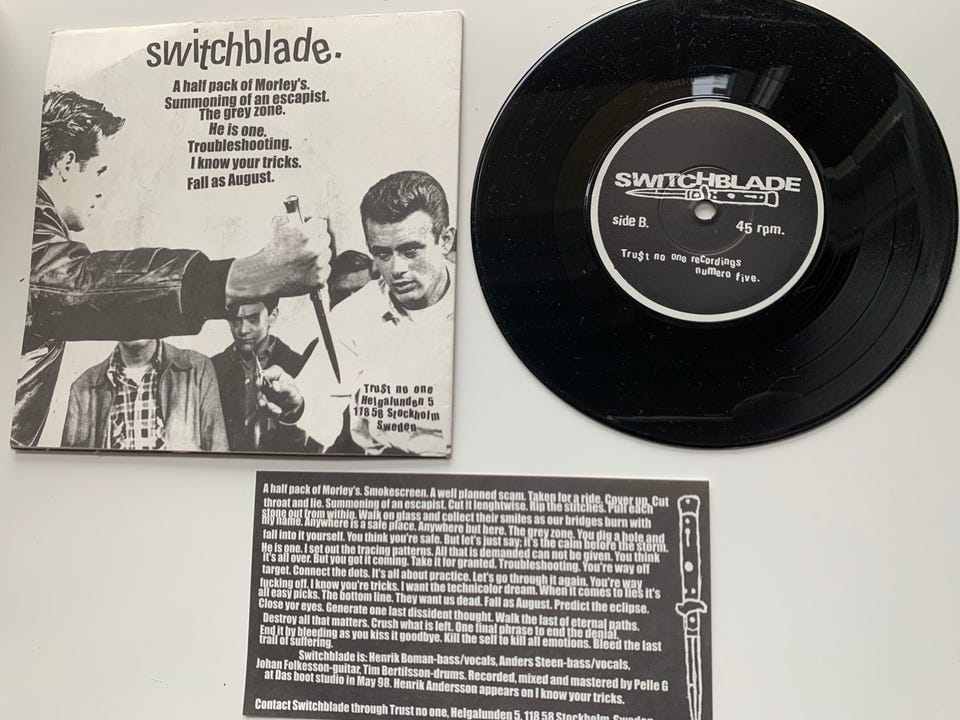 switchblade.
A half pack of Morley's.
Summoning of an escapist.
The grey zone.
He is one.
Troubleshooting.
I know your tricks.
Fall as August.
Tru$t no one
Helgalunden 5
118 58 Stockholm
Sweden
SWITCHBLADE
side B.
45 rpm.
Tru$t no one recordings
numero five.
A half pack of Morley's. Smokescreen. A well planned scam. Taken for a ride. Cover up. Cut
throat and lie. Summoning of an escapist. Cut it lenghtwise. Rip the stitches. Pull each
stone out from within. Walk on glass and collect their smiles as our bridges burn with
my name. Anywhere is a safe place. Anywhere but here. The grey zone. You dig a hole and
fall into it yourself. You think you're safe. But let's just say; it's the calm before the storm.
He is one. I set out the tracing patterns. All that is demanded can not be given. You think
it's all over. But you got it coming. Take it for granted. Troubleshooting. You're way off
target. Connect the dots. It's all about practice. Let's go through it again. You're way
fucking off. I know you're tricks. I want the technicolor dream. When it comes to lies it's
all easy picks. The bottom line. They want us dead. Fall as August. Predict the eclipse.
Close yor eyes. Generate one last dissident thought. Walk the last of eternal paths.
Destroy all that matters. Crush what is left. One final phrase to end the denial.
End it by bleeding as you kiss it goodbye. Kill the self to kill all emotions. Bleed the last
trail of suffering.
Switchblade is: Henrik Boman-bass/vocals, Anders Steen-bass/vocals,
Johan Folkesson-guitar, Tim Bertilsson-drums. Recorded, mixed and mastered by Pelle G
at Das boot studio in May 98. Henrik Andersson appears on I know your tricks.
Contact Switchblade through Trust no one, Helgalunden 5, 118 58 Stockholm, Sweden